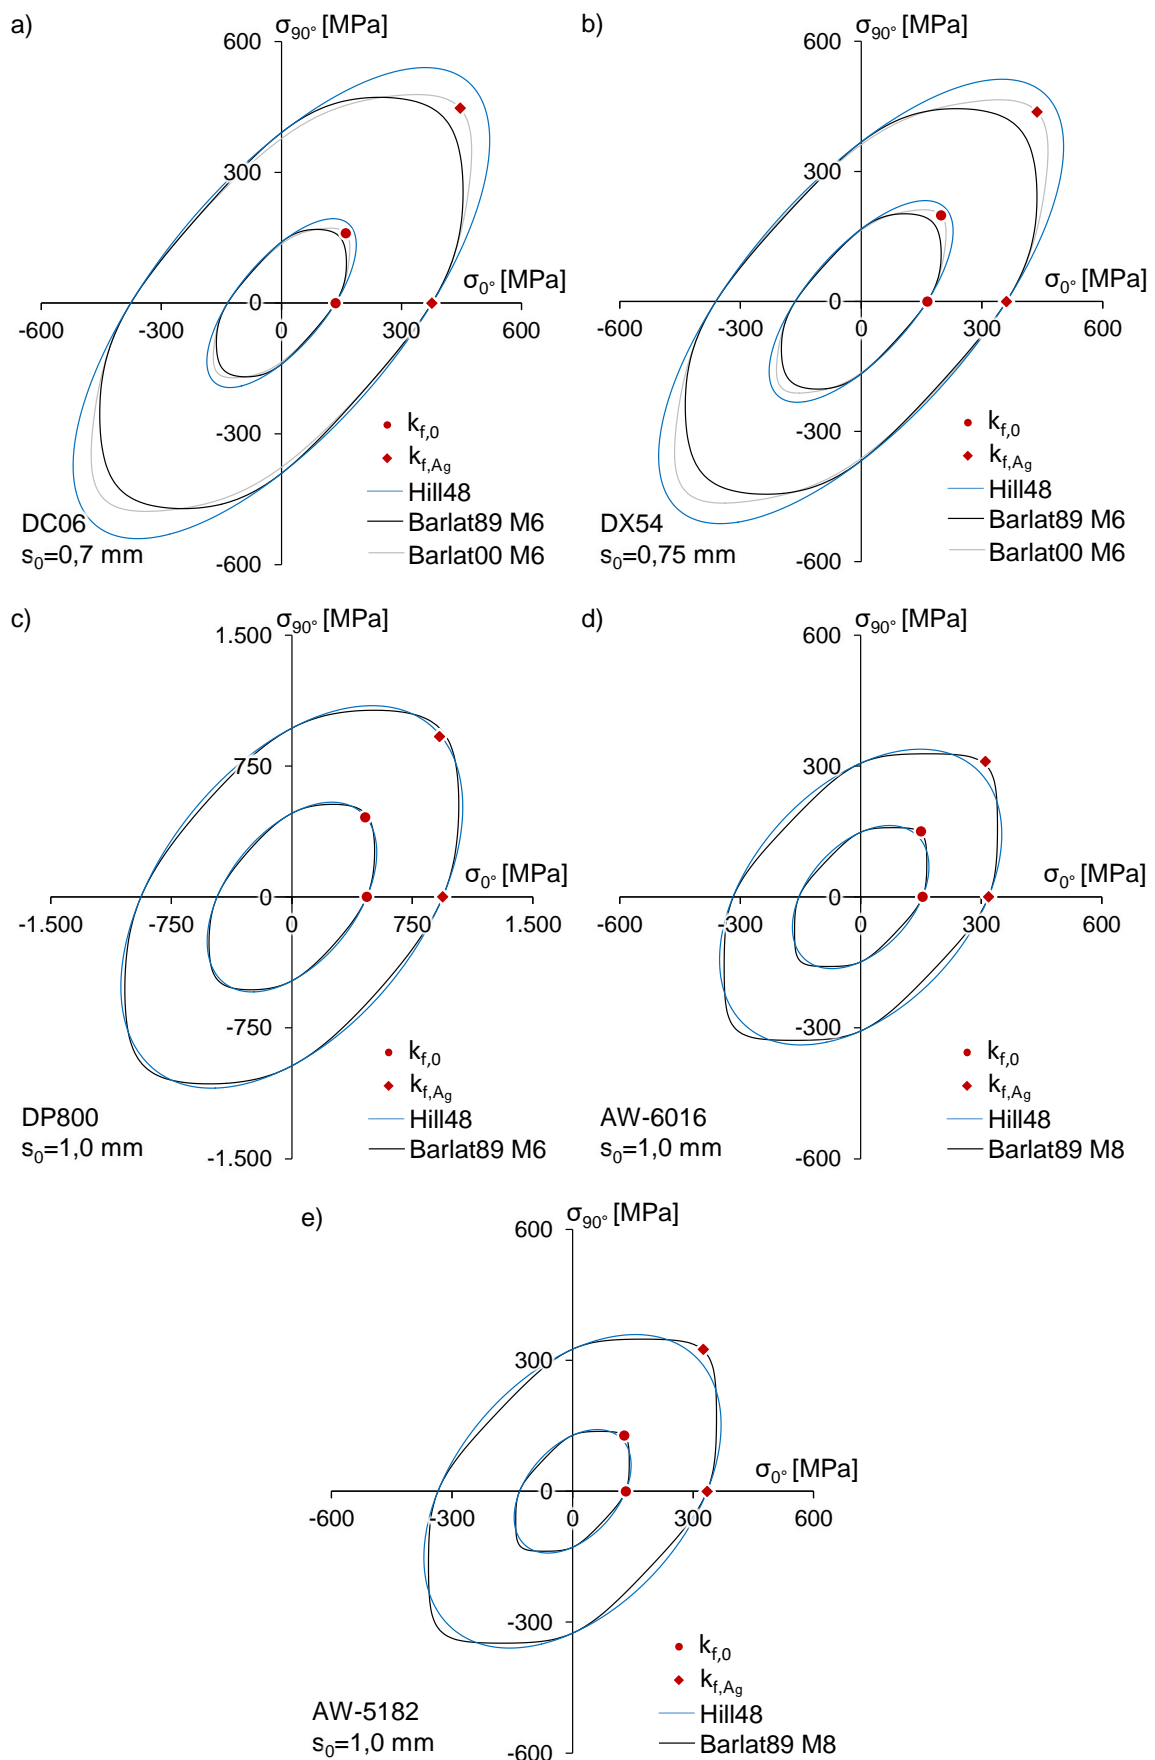 a)
σ90° [MPa]
600
300
σ0° [MPa]
0
-600 -300 0 300 600
-300
kf,0
kf,Ag
Hill48
DC06
Barlat89 M6
s0=0,7 mm
Barlat00 M6
-600
b)
σ90° [MPa]
600
300
σ0° [MPa]
0
-600 -300 0 300 600
-300
kf,0
kf,Ag
Hill48
DX54
Barlat89 M6
s0=0,75 mm
Barlat00 M6
-600
c)
σ90° [MPa]
1.500
750
σ0° [MPa]
0
-1.500 -750 0 750 1.500
-750
kf,0
kf,Ag
DP800
Hill48
s0=1,0 mm
Barlat89 M6
-1.500
d)
σ90° [MPa]
600
300
σ0° [MPa]
0
-600 -300 0 300 600
-300
kf,0
kf,Ag
AW-6016
Hill48
s0=1,0 mm
Barlat89 M8
-600
e)
σ90° [MPa]
600
300
σ0° [MPa]
0
-600 -300 0 300 600
-300
kf,0
kf,Ag
AW-5182
Hill48
s0=1,0 mm
Barlat89 M8
-600